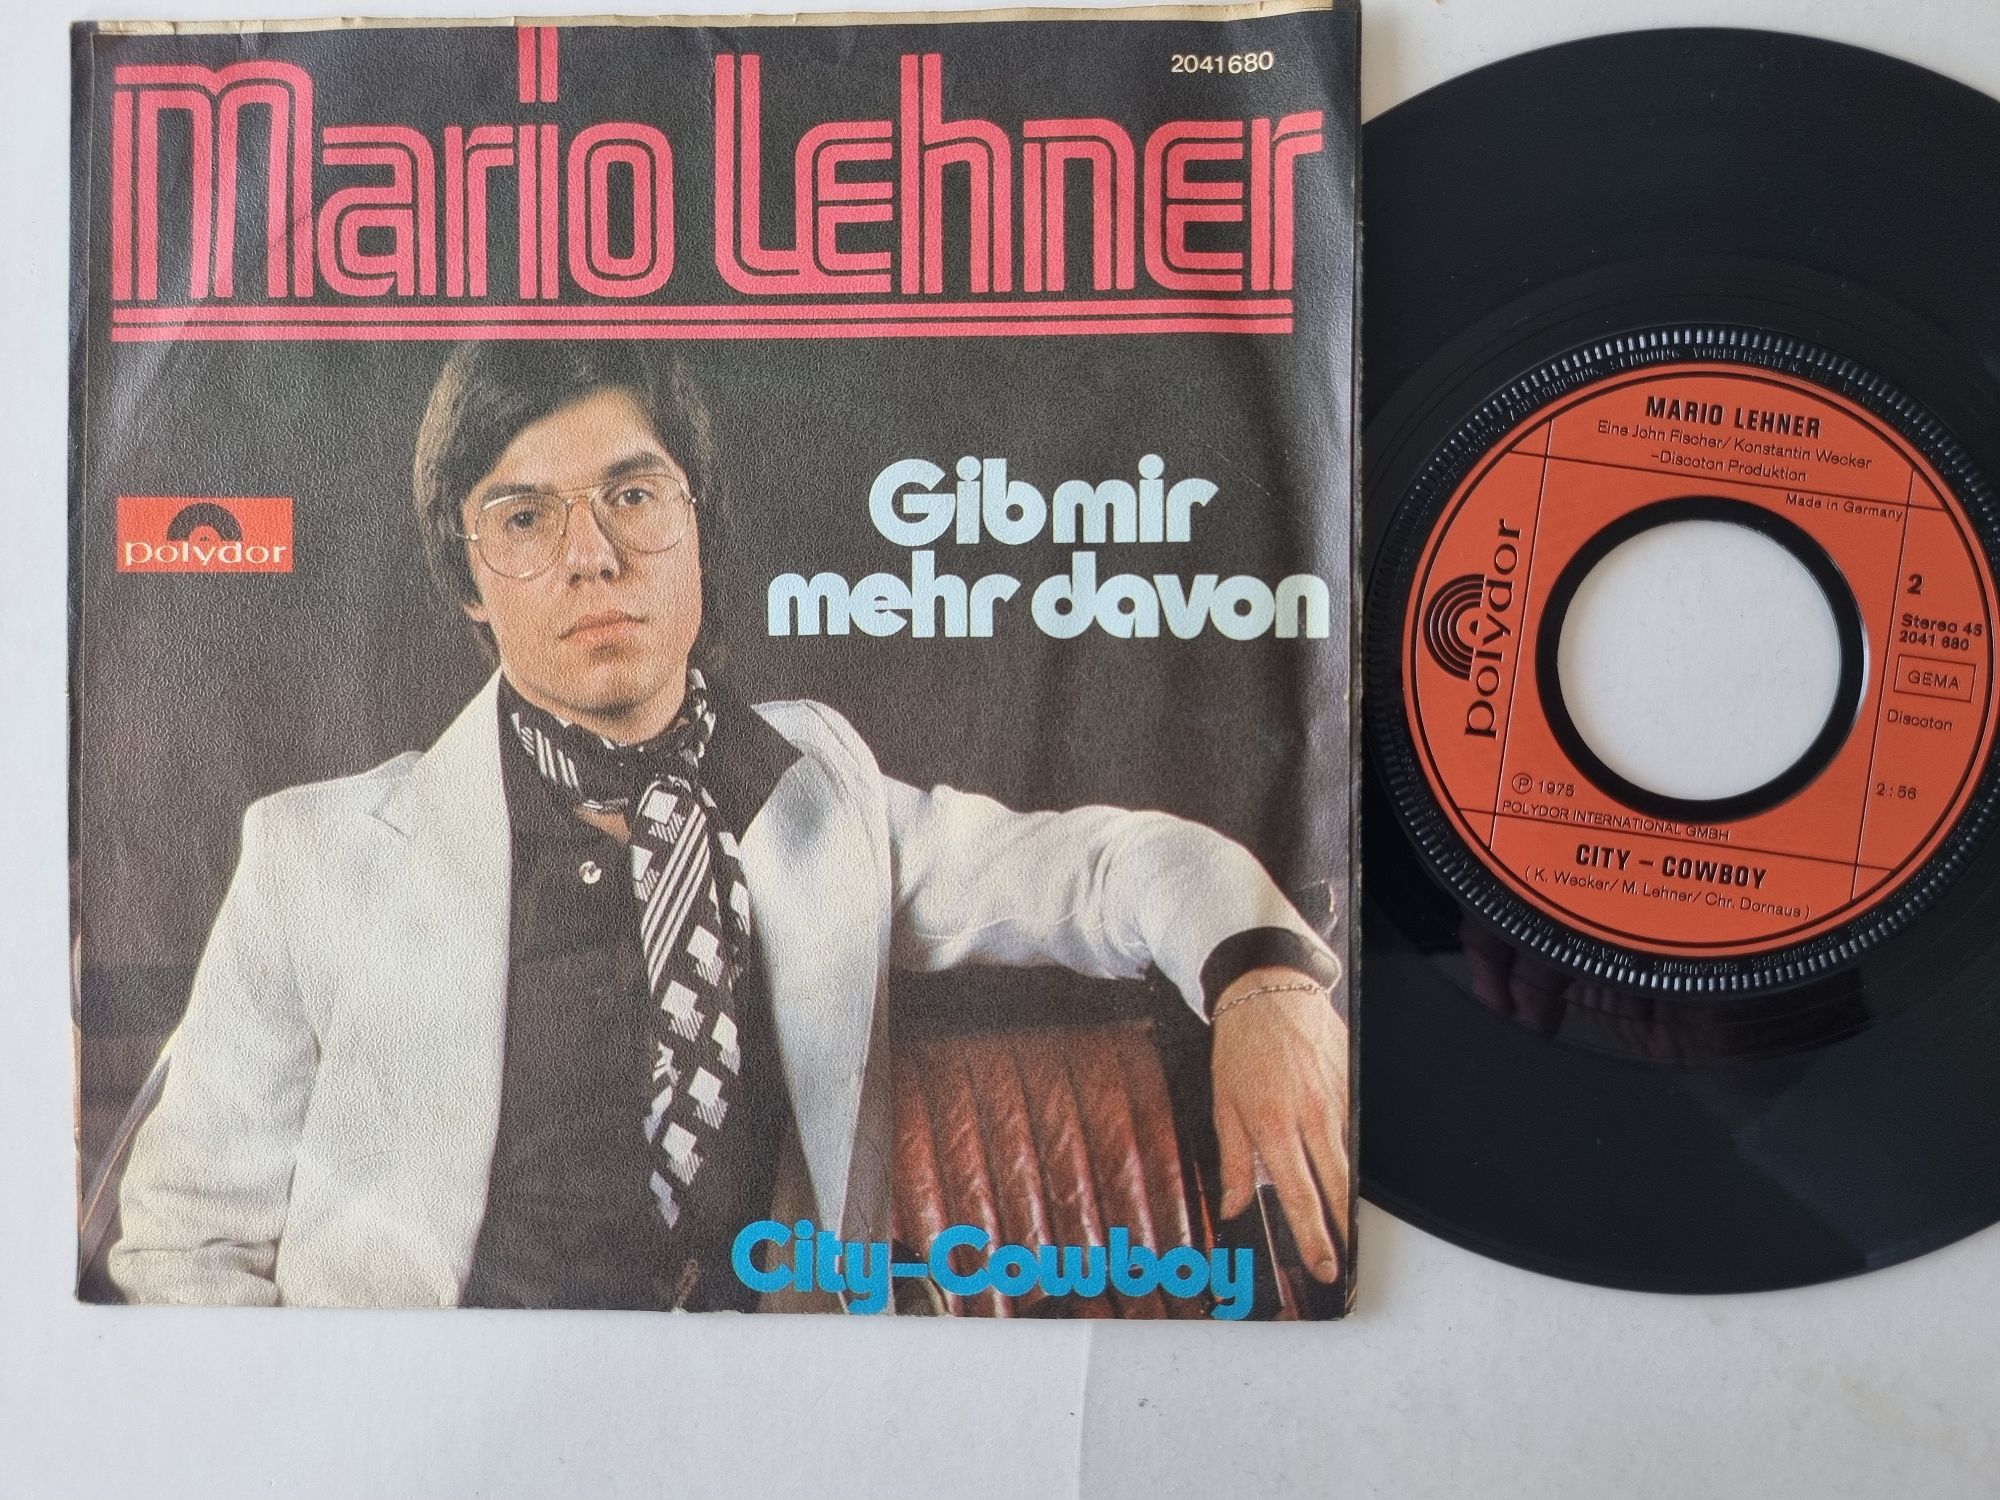 2041680
Mario Lehner
Gib mir
mehr davon
polydor
City-Cowboy
MARIO LEHNER
Eine John Fischer/ Konstantin Wecker
-Discoton Produktion
Made in Germany
polydor
2
Stereo 45
2041 680
GEMA
Discoton
2:56
Ⓟ 1975
POLYDOR INTERNATIONAL GMBH
CITY – COWBOY
( K. Wecker/ M. Lehner/ Chr. Dornaus )